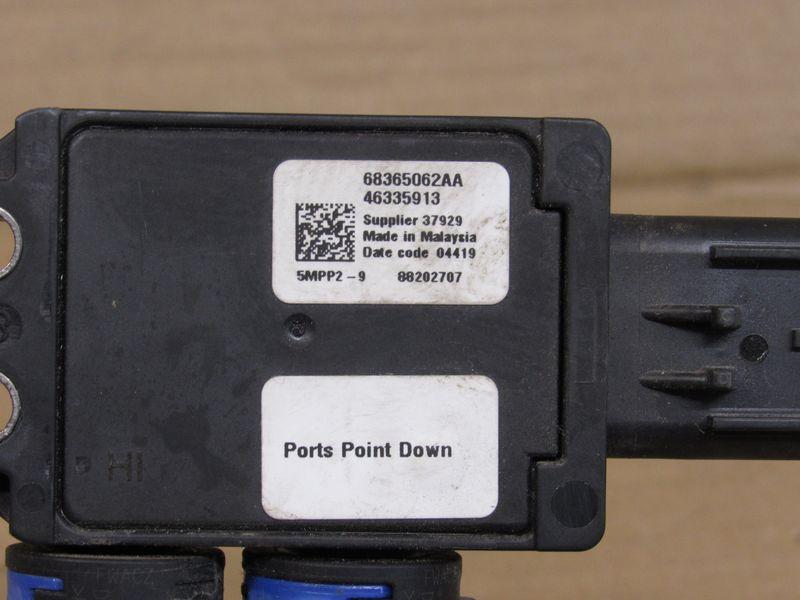 68365062AA
46335913
Supplier 37929
Made in Malaysia
Date code 04419
5MPP2-9 88202707
Ports Point Down
HI